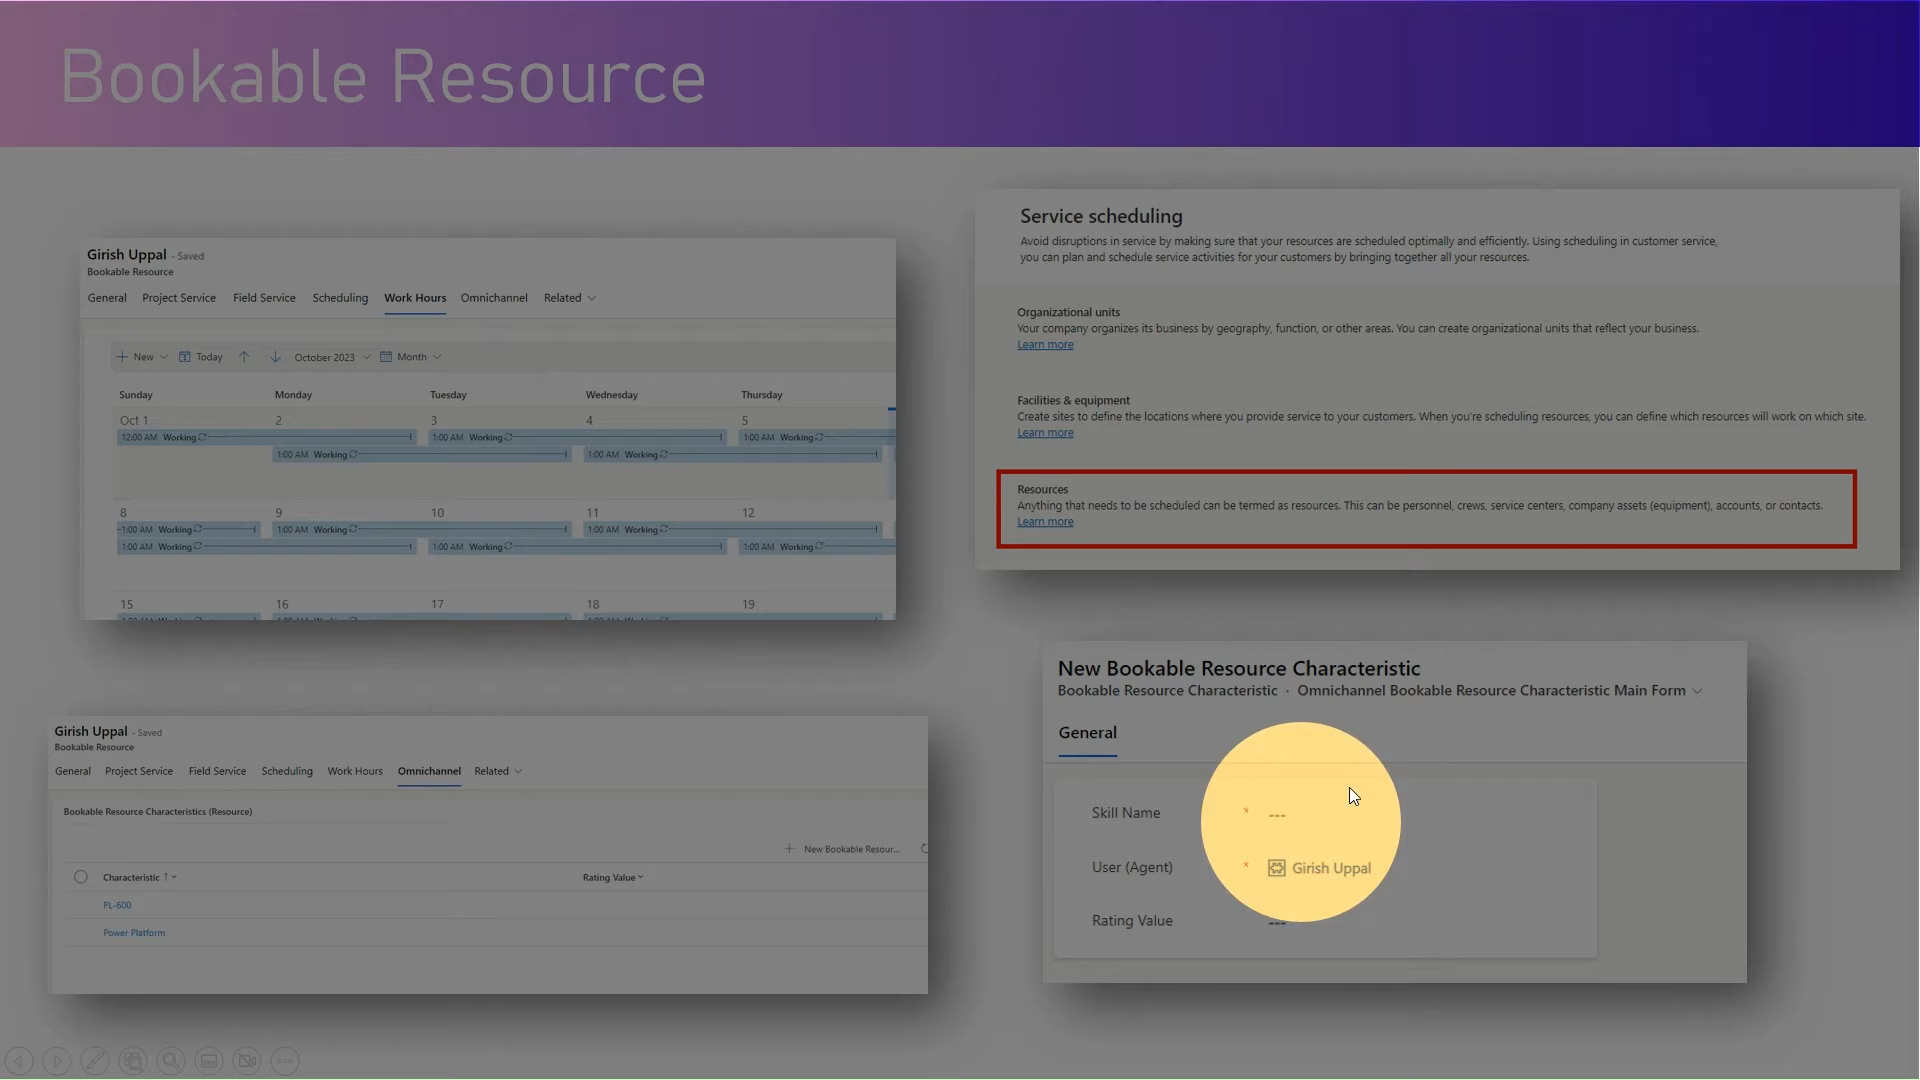 Bookable Resource
Girish Uppal - Saved
Bookable Resource
General Project Service Field Service Scheduling Work Hours Omnichannel Related
New Today October 2023 Month
Sunday Monday Tuesday Wednesday Thursday
Oct 1 2 3 4 5
12:00 AM Working 1:00 AM Working 1:00 AM Working
1:00 AM Working 1:00 AM Working
8 9 10 11 12
1:00 AM Working 1:00 AM Working 1:00 AM Working
1:00 AM Working 1:00 AM Working 1:00 AM Working
15 16 17 18 19
Service scheduling
Avoid disruptions in service by making sure that your resources are scheduled optimally and efficiently. Using scheduling in customer service,
you can plan and schedule service activities for your customers by bringing together all your resources.
Organizational units
Your company organizes its business by geography, function, or other areas. You can create organizational units that reflect your business.
Learn more
Facilities & equipment
Create sites to define the locations where you provide service to your customers. When you're scheduling resources, you can define which resources will work on which site.
Learn more
Resources
Anything that needs to be scheduled can be termed as resources. This can be personnel, crews, service centers, company assets (equipment), accounts, or contacts.
Learn more
Girish Uppal - Saved
Bookable Resource
General Project Service Field Service Scheduling Work Hours Omnichannel Related
Bookable Resource Characteristics (Resource)
New Bookable Resour...
Characteristic Rating Value
PL-600
Power Platform
New Bookable Resource Characteristic
Bookable Resource Characteristic · Omnichannel Bookable Resource Characteristic Main Form
General
Skill Name * ---
User (Agent) * Girish Uppal
Rating Value ---